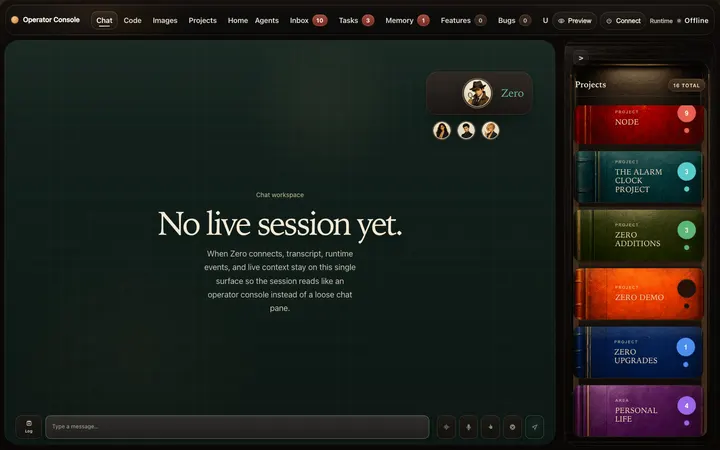 Operator Console
Chat
Code
Images
Projects
Home
Agents
Inbox 10
Tasks 3
Memory 1
Features 0
Bugs 0
U
Preview
Connect
Runtime
Offline
Zero
Chat workspace
No live session yet.
When Zero connects, transcript, runtime
events, and live context stay on this single
surface so the session reads like an
operator console instead of a loose chat
pane.
Log
Type a message...
>
Projects
16 TOTAL
PROJECT
NODE
9
PROJECT
THE ALARM
CLOCK
PROJECT
3
PROJECT
ZERO
ADDITIONS
3
PROJECT
ZERO DEMO
PROJECT
ZERO
UPGRADES
1
AREA
PERSONAL
LIFE
4